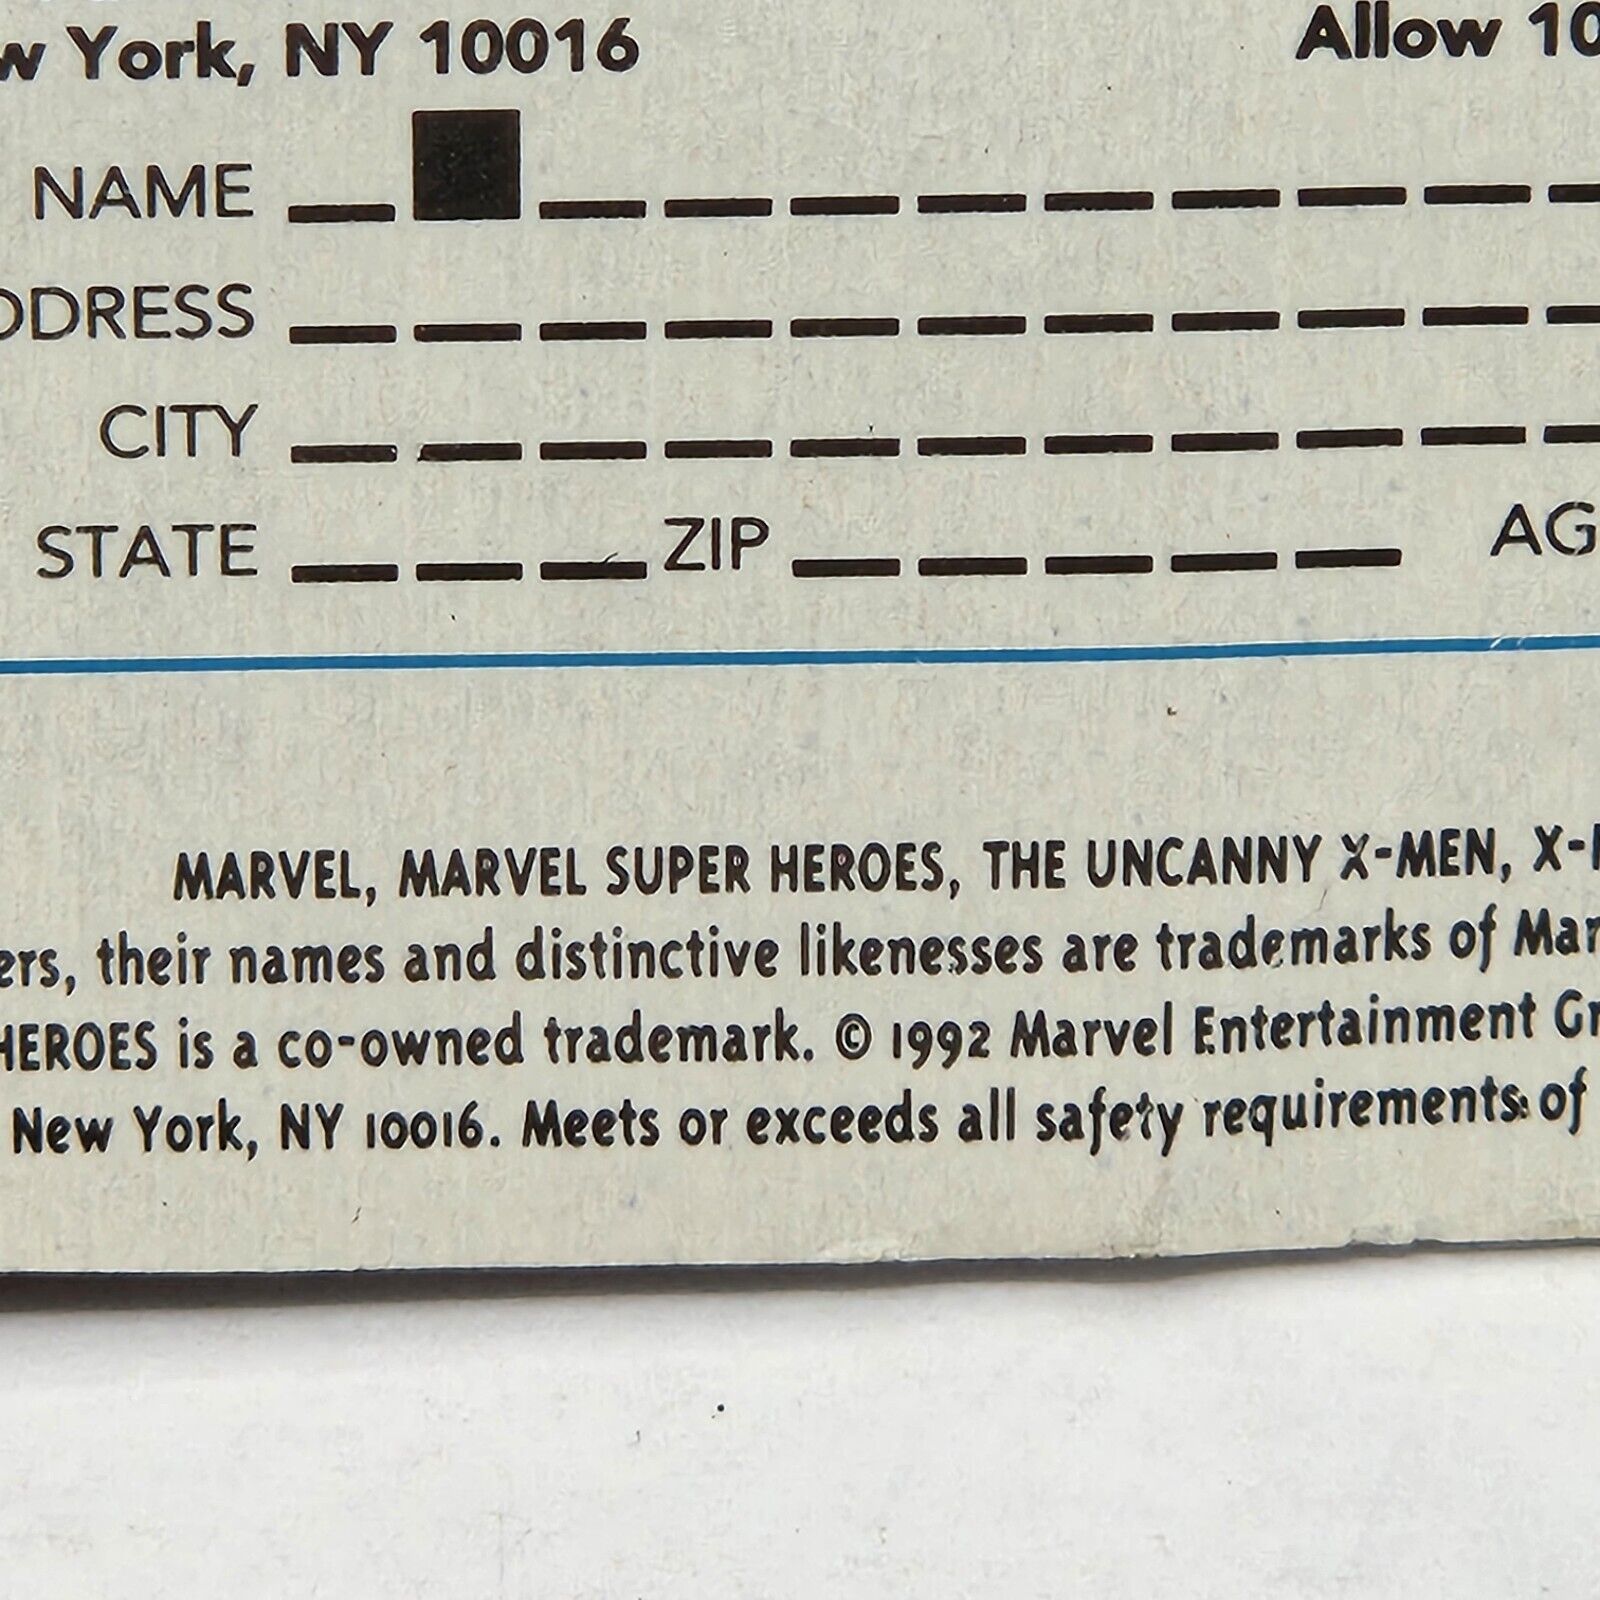 w York, NY 10016
Allow 10
NAME
DDRESS
CITY
STATE ZIP AG
MARVEL, MARVEL SUPER HEROES, THE UNCANNY X-MEN, X-
ers, their names and distinctive likenesses are trademarks of Mar
HEROES is a co-owned trademark. © 1992 Marvel Entertainment Gr
New York, NY 10016. Meets or exceeds all safety requirements of